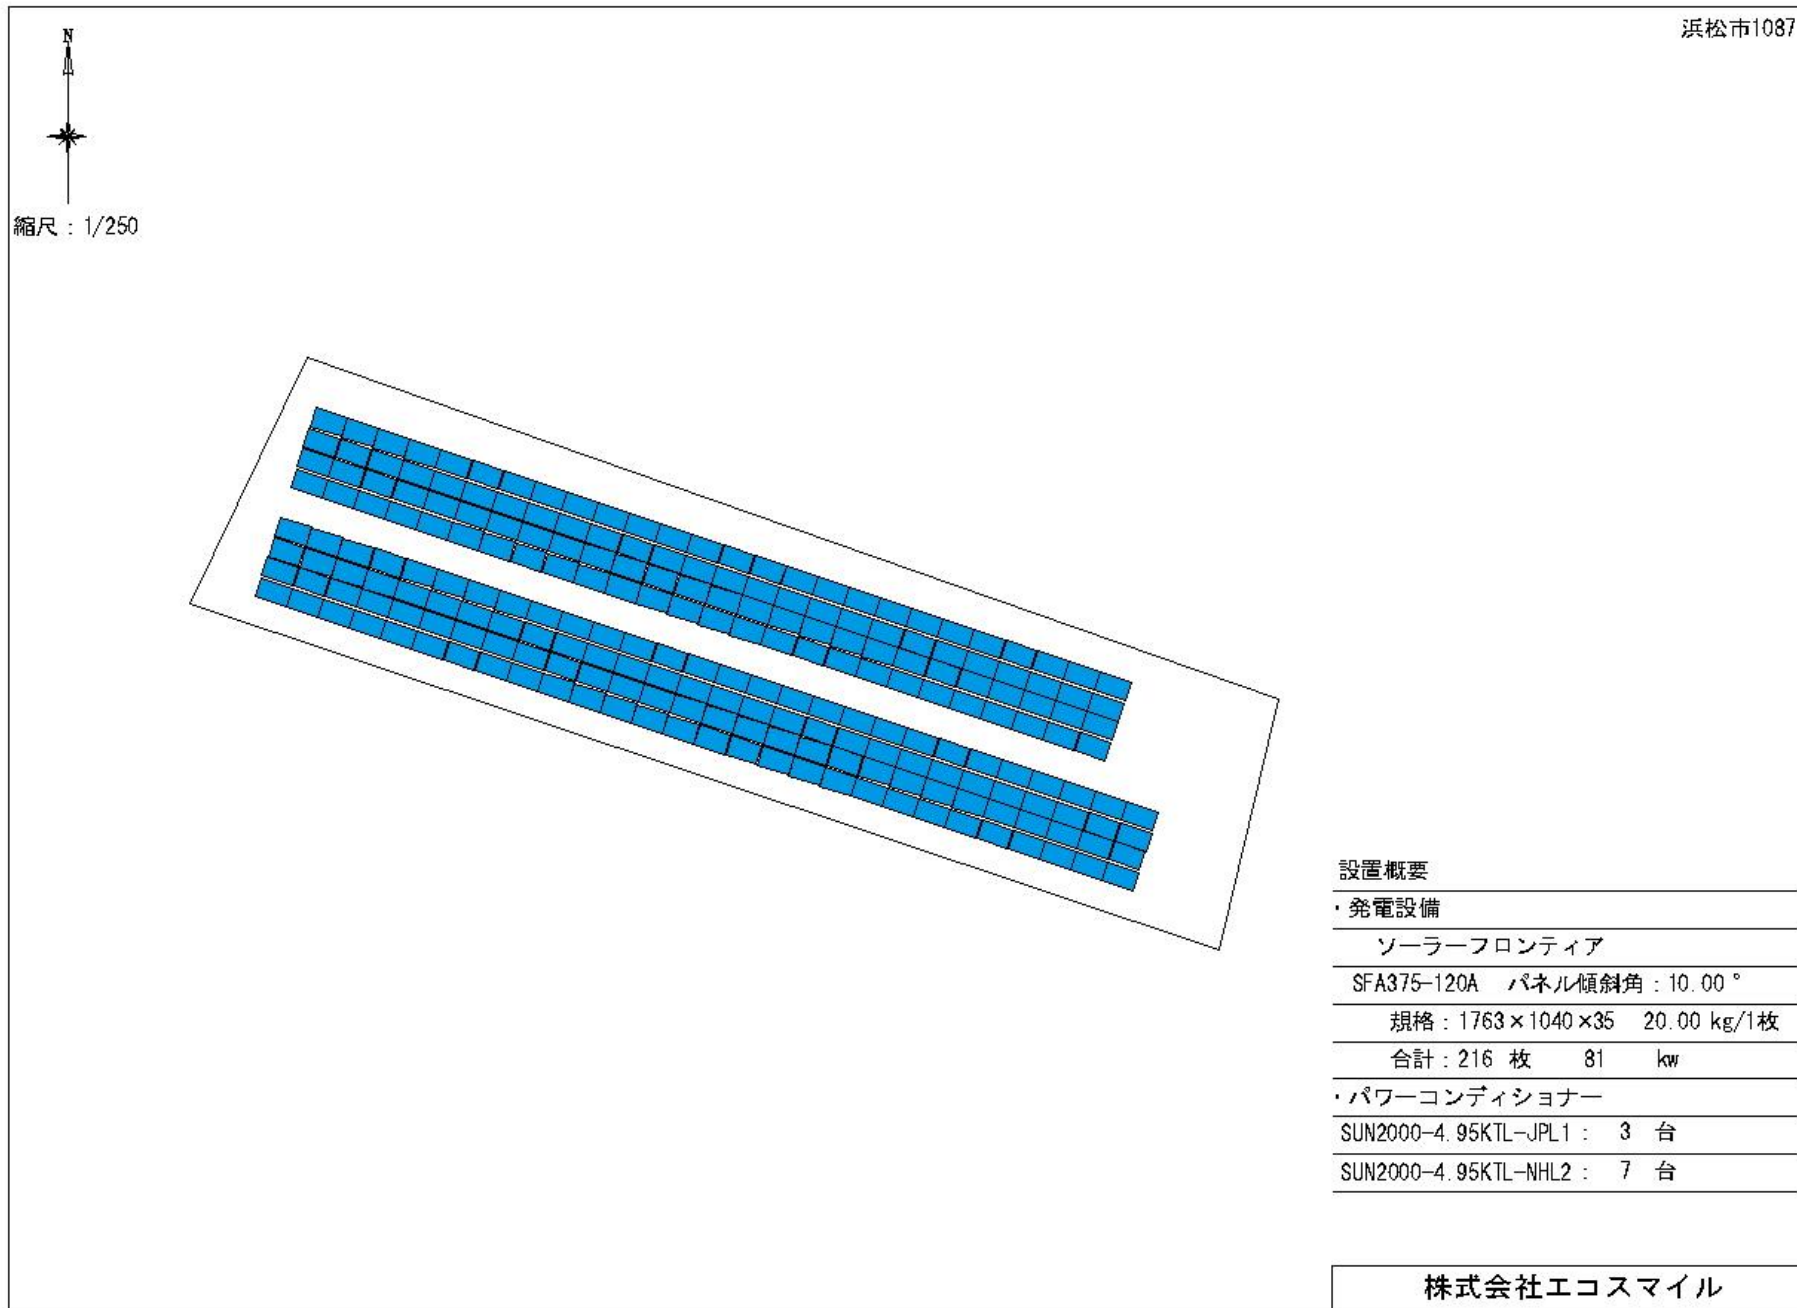 浜松市1087
N
縮尺：1/250
設置概要
・発電設備
ソーラーフロンティア
SFA375-120A パネル傾斜角：10.00°
規格：1763×1040×35 20.00 kg/1枚
合計：216 枚 81 kw
・パワーコンディショナー
SUN2000-4.95KTL-JPL1： 3 台
SUN2000-4.95KTL-NHL2： 7 台
株式会社エコスマイル